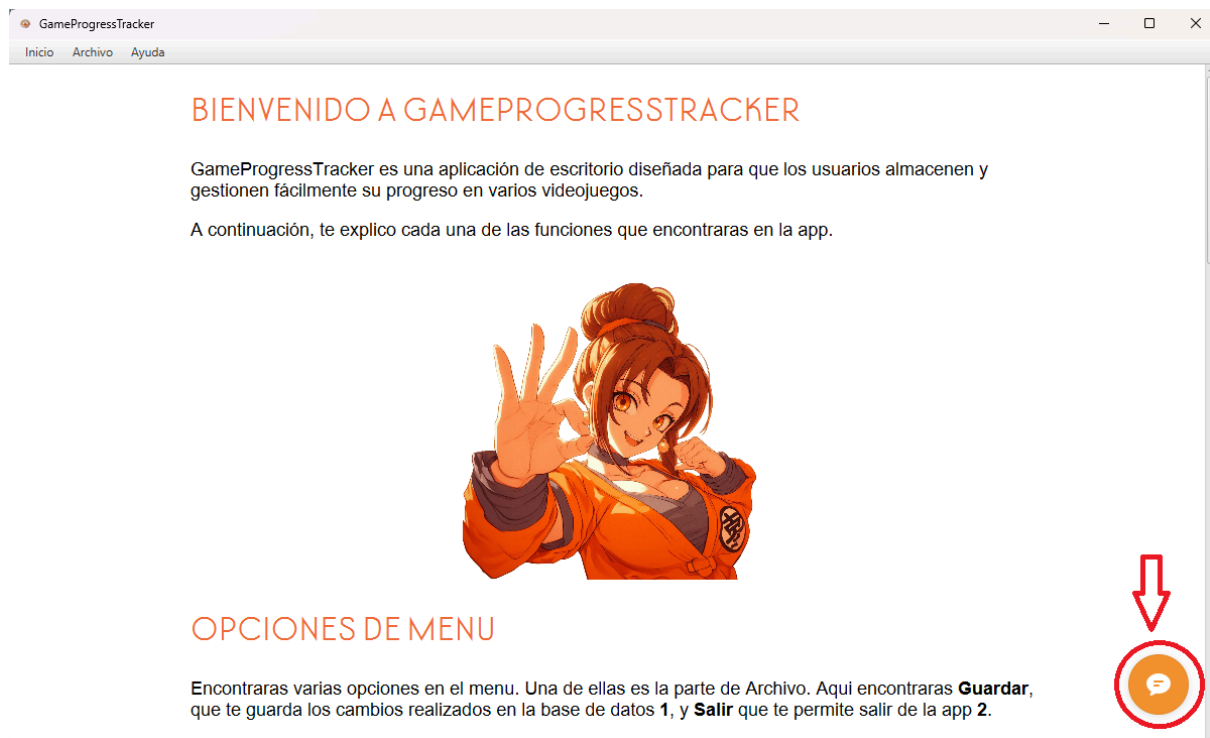 GameProgressTracker
Inicio Archivo Ayuda
BIENVENIDO A GAMEPROGRESSTRACKER
GameProgressTracker es una aplicación de escritorio diseñada para que los usuarios almacenen y
gestionen fácilmente su progreso en varios videojuegos.
A continuación, te explico cada una de las funciones que encontraras en la app.
OPCIONES DE MENU
Encontraras varias opciones en el menu. Una de ellas es la parte de Archivo. Aqui encontraras Guardar,
que te guarda los cambios realizados en la base de datos 1, y Salir que te permite salir de la app 2.